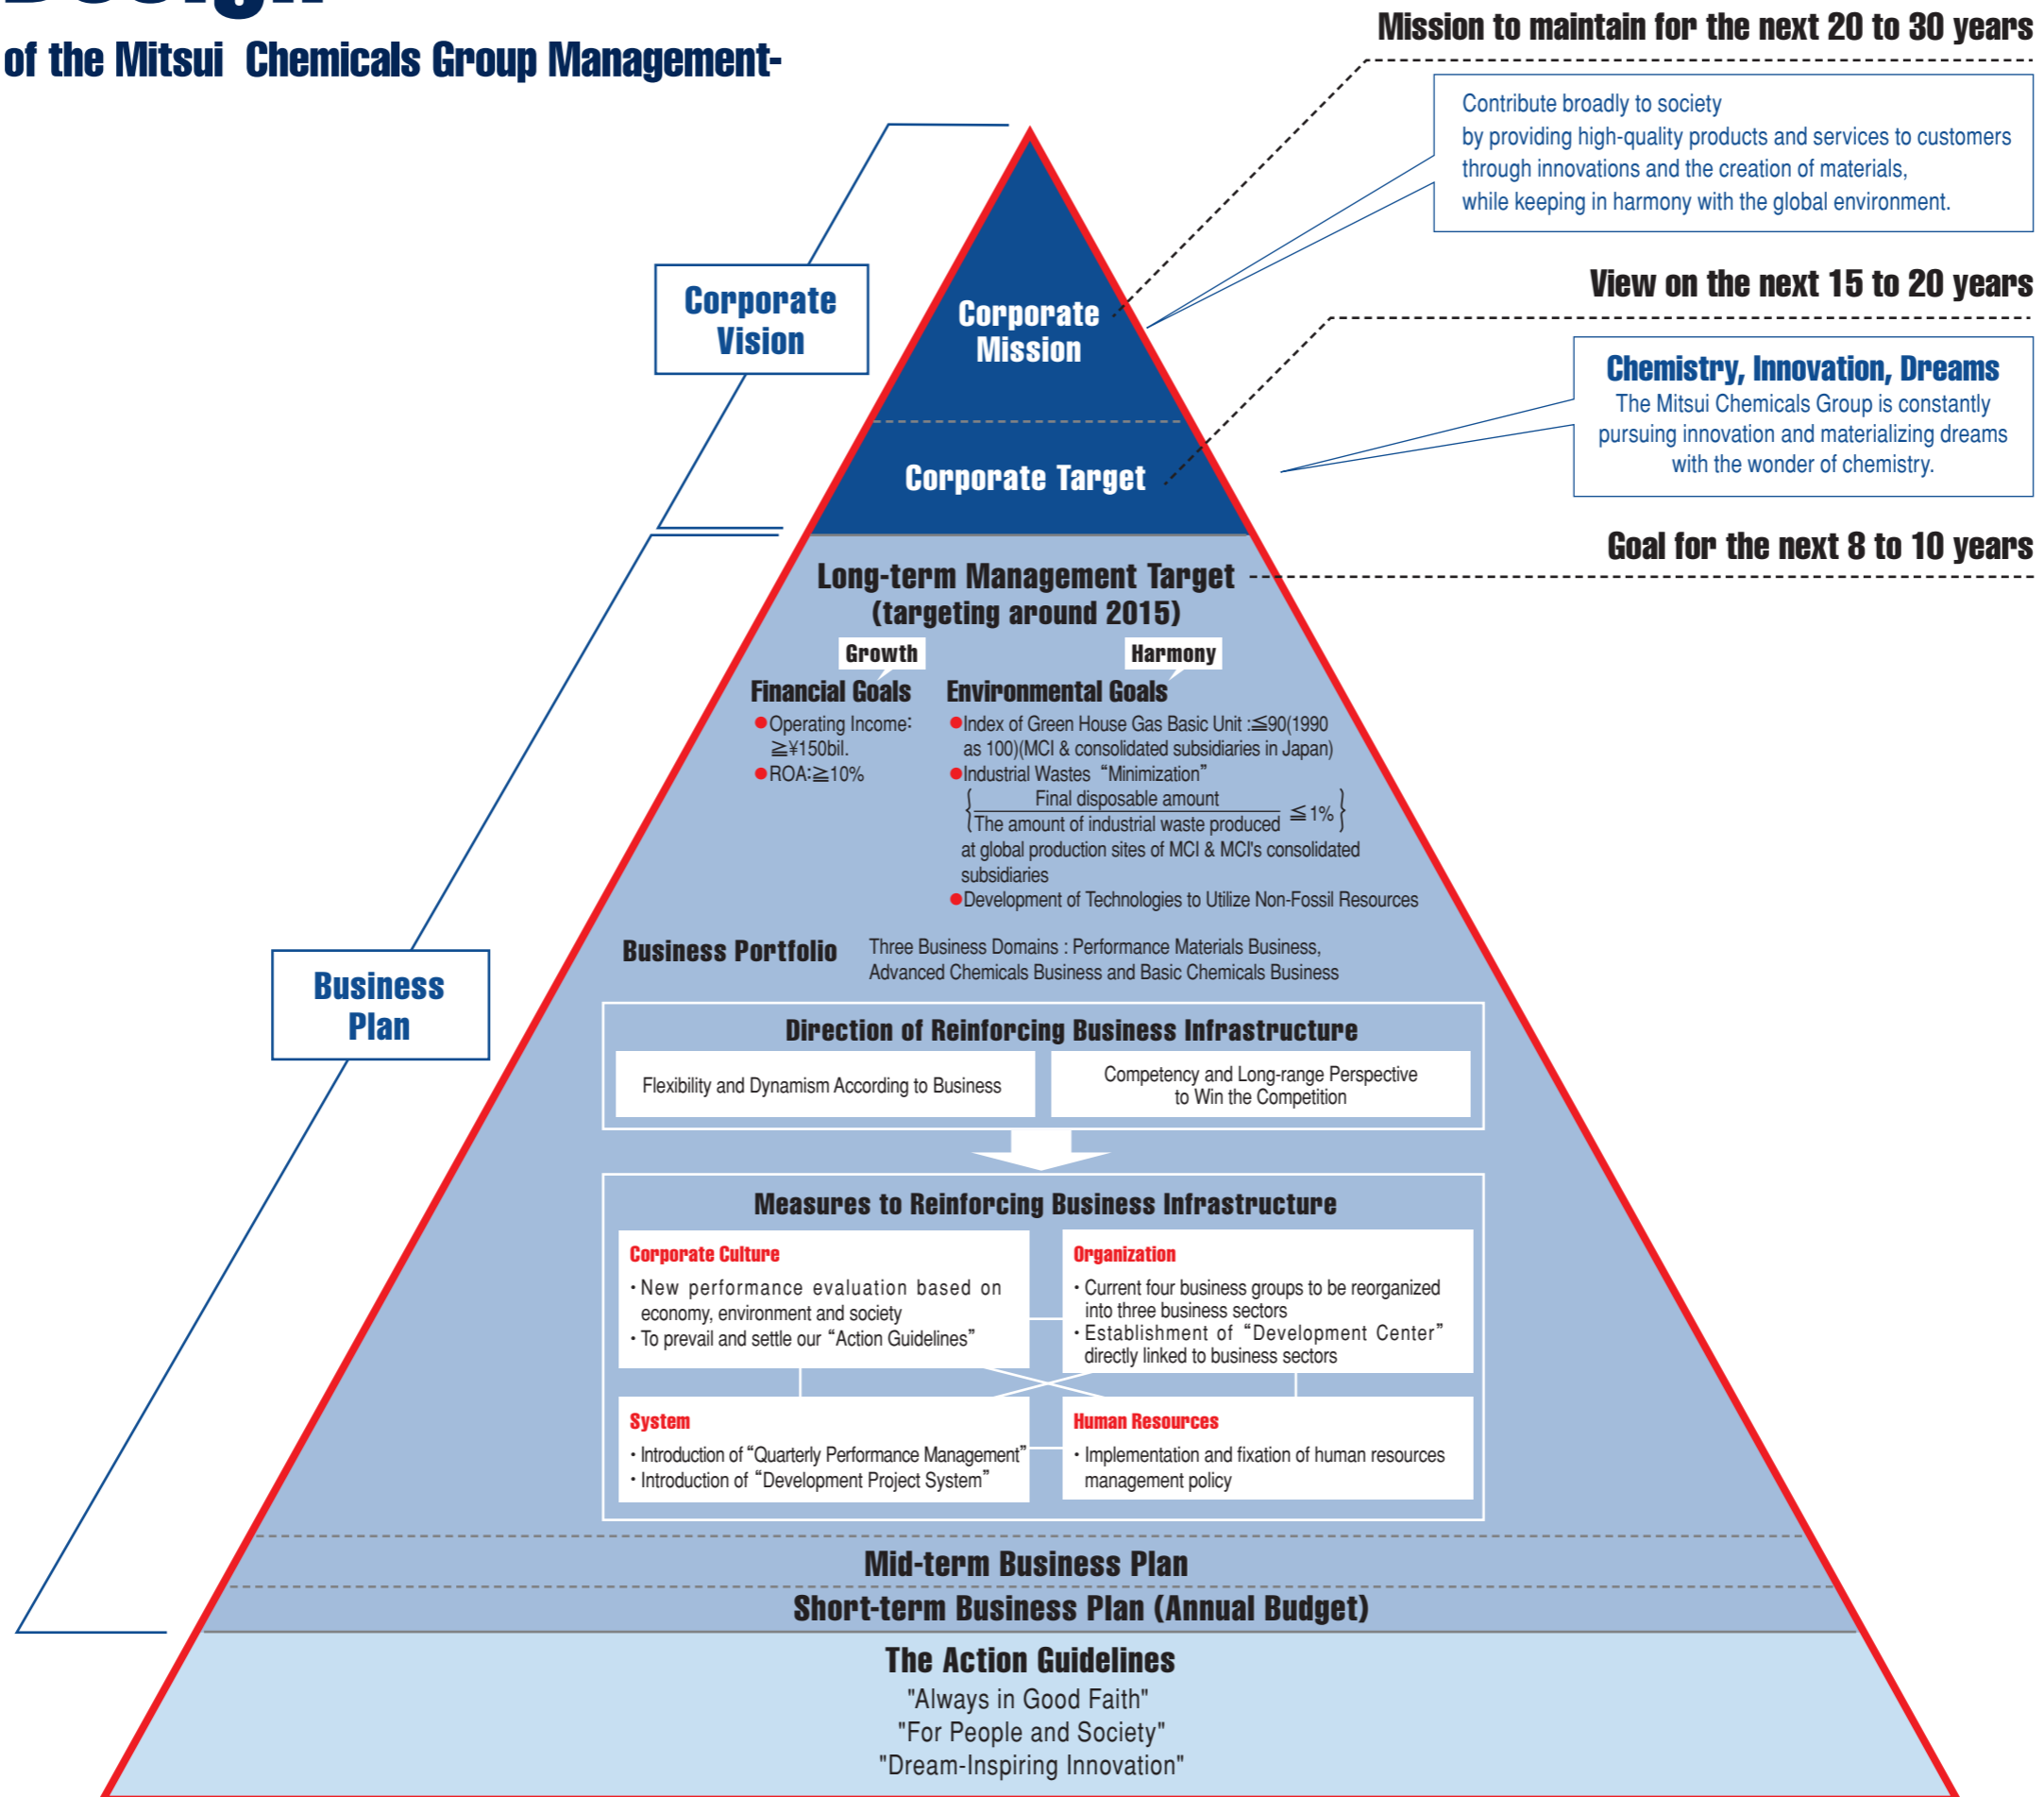 Design
of the Mitsui Chemicals Group Management-
Mission to maintain for the next 20 to 30 years
Contribute broadly to society
by providing high-quality products and services to customers
through innovations and the creation of materials,
while keeping in harmony with the global environment.
Corporate
Vision
Corporate
Mission
View on the next 15 to 20 years
Chemistry, Innovation, Dreams
The Mitsui Chemicals Group is constantly
pursuing innovation and materializing dreams
with the wonder of chemistry.
Corporate Target
Goal for the next 8 to 10 years
Long-term Management Target
(targeting around 2015)
Growth
Financial Goals
●Operating Income:
≧¥150bil.
●ROA:≧10%
Harmony
Environmental Goals
●Index of Green House Gas Basic Unit :≦90(1990
as 100)(MCI & consolidated subsidiaries in Japan)
●Industrial Wastes “Minimization”
{Final disposable amount
The amount of industrial waste produced ≦1%}
at global production sites of MCI & MCI's consolidated
subsidiaries
●Development of Technologies to Utilize Non-Fossil Resources
Business Portfolio
Three Business Domains : Performance Materials Business,
Advanced Chemicals Business and Basic Chemicals Business
Business
Plan
Direction of Reinforcing Business Infrastructure
Flexibility and Dynamism According to Business
Competency and Long-range Perspective
to Win the Competition
Measures to Reinforcing Business Infrastructure
Corporate Culture
・New performance evaluation based on
economy, environment and society
・To prevail and settle our “Action Guidelines”
Organization
・Current four business groups to be reorganized
into three business sectors
・Establishment of “Development Center”
directly linked to business sectors
System
・Introduction of “Quarterly Performance Management”
・Introduction of “Development Project System”
Human Resources
・Implementation and fixation of human resources
management policy
Mid-term Business Plan
Short-term Business Plan (Annual Budget)
The Action Guidelines
"Always in Good Faith"
"For People and Society"
"Dream-Inspiring Innovation"